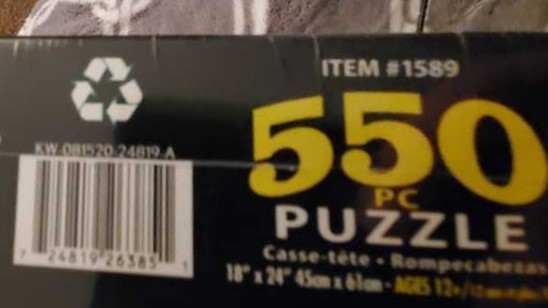 ITEM #1589
KW-081520-24819-A
550
PC
PUZZLE
Casse-tête • Rompecabezas
18" x 24" 45cm x 61cm • AGES 12+/
7 24819 26385 1